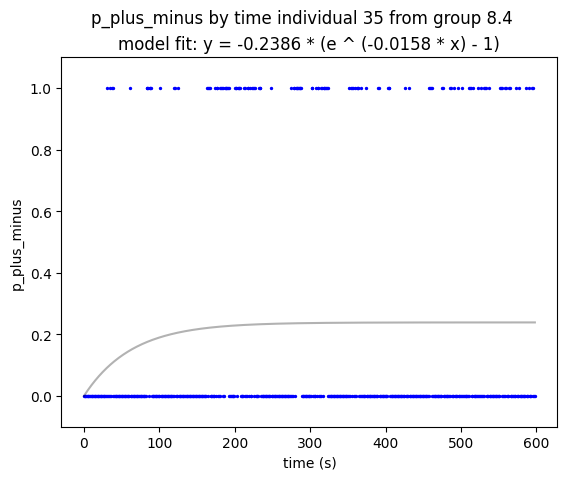 p_plus_minus by time individual 35 from group 8.4
model fit: y = -0.2386 * (e ^ (-0.0158 * x) - 1)
1.0
0.8
0.6
0.4
0.2
0.0
p_plus_minus
0 100 200 300 400 500 600
time (s)